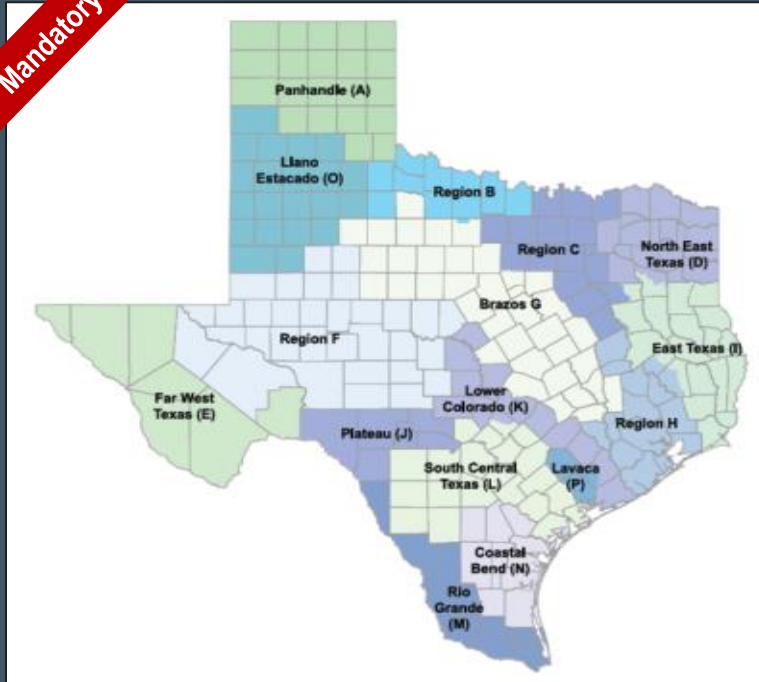 Mandatory
Panhandle (A)
Llano
Estacado (O)
Region B
Region C
North East
Texas (D)
Brazos G
Region F
East Texas (I)
Far West
Texas (E)
Lower
Colorado (K)
Region H
Plateau (J)
South Central
Texas (L)
Lavaca
(P)
Coastal
Bend (N)
Rio
Grande
(M)